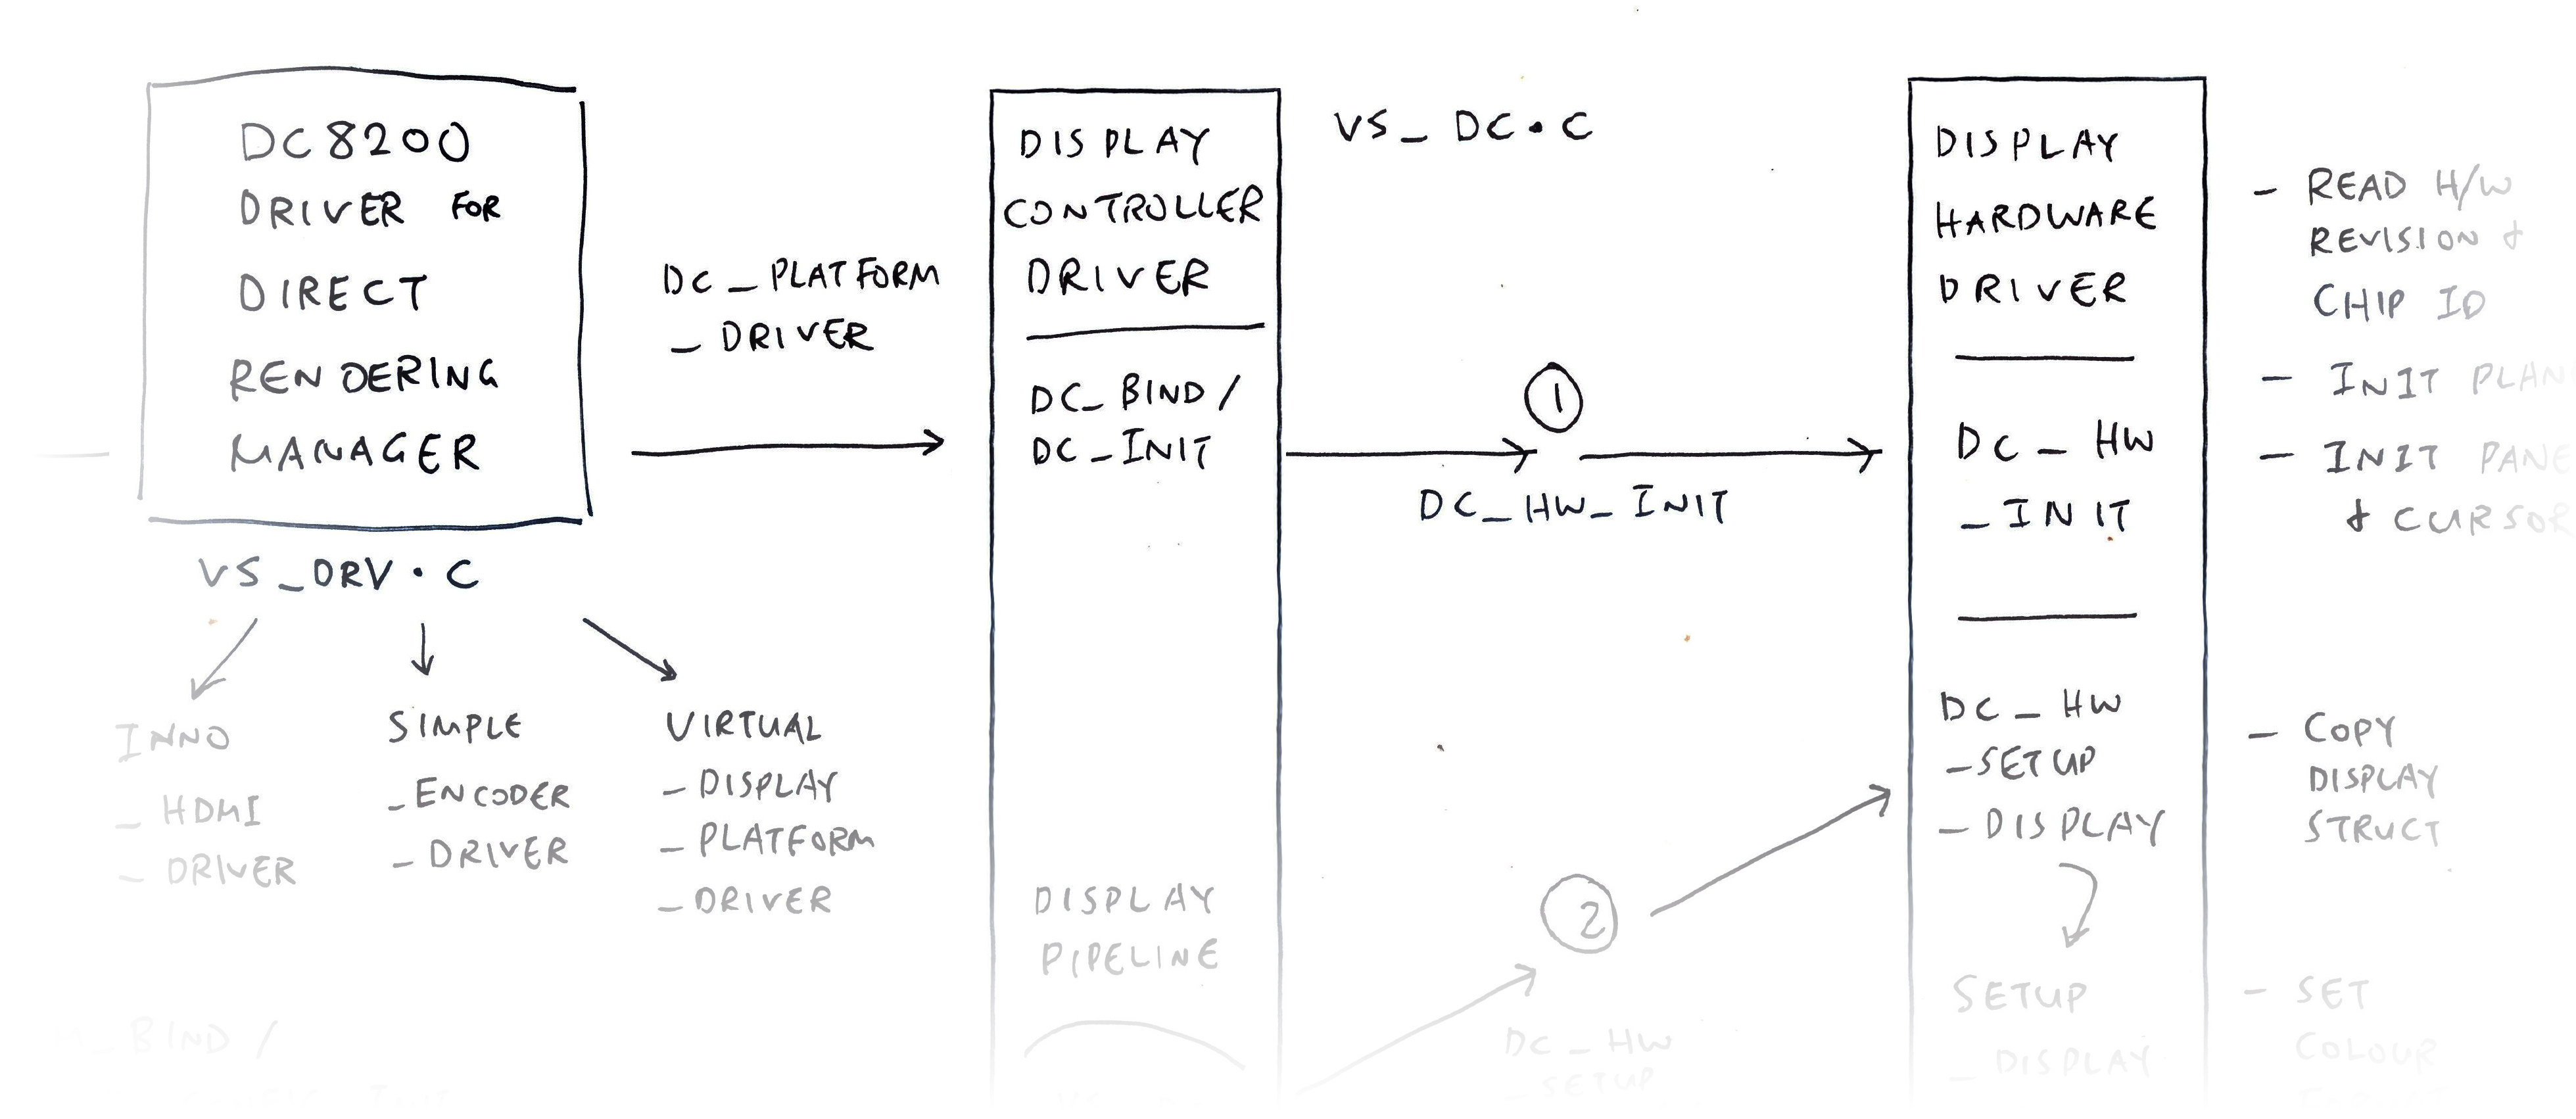 DC8200
DRIVER FOR
DIRECT
RENDERING
MANAGER
VS_DRV.C
INNO
_HDMI
_DRIVER
SIMPLE
_ENCODER
_DRIVER
VIRTUAL
_DISPLAY
_PLATFORM
_DRIVER
_BIND /
DC_PLATFORM
_DRIVER
DISPLAY
CONTROLLER
DRIVER
DC_BIND/
DC_INIT
DISPLAY
PIPELINE
VS_DC.C
1
DC_HW_INIT
2
DC_HW
_SETUP
DISPLAY
HARDWARE
DRIVER
DC_HW
_INIT
DC_HW
_SETUP
_DISPLAY
SETUP
_DISPLAY
- READ H/W
REVISION &
CHIP ID
- INIT PLAN
- INIT PANE
& CURSOR
- COPY
DISPLAY
STRUCT
- SET
COLOUR